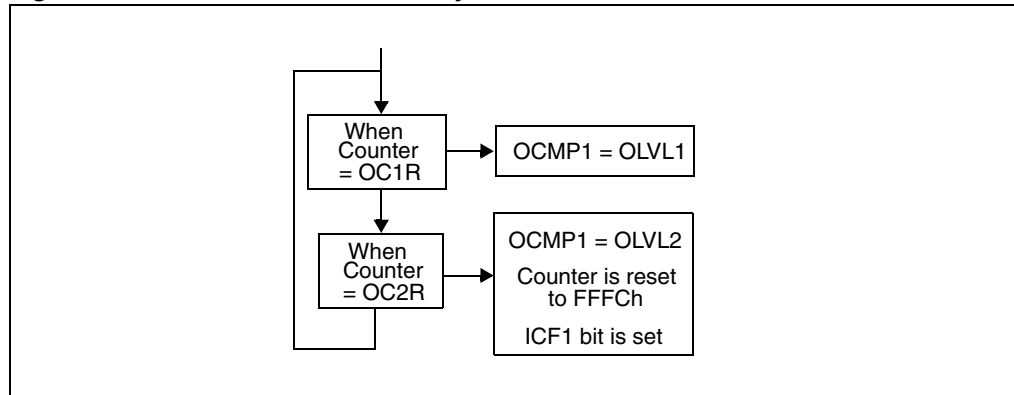 When
Counter
= OC1R
OCMP1 = OLVL1
When
Counter
= OC2R
OCMP1 = OLVL2
Counter is reset
to FFFCh
ICF1 bit is set